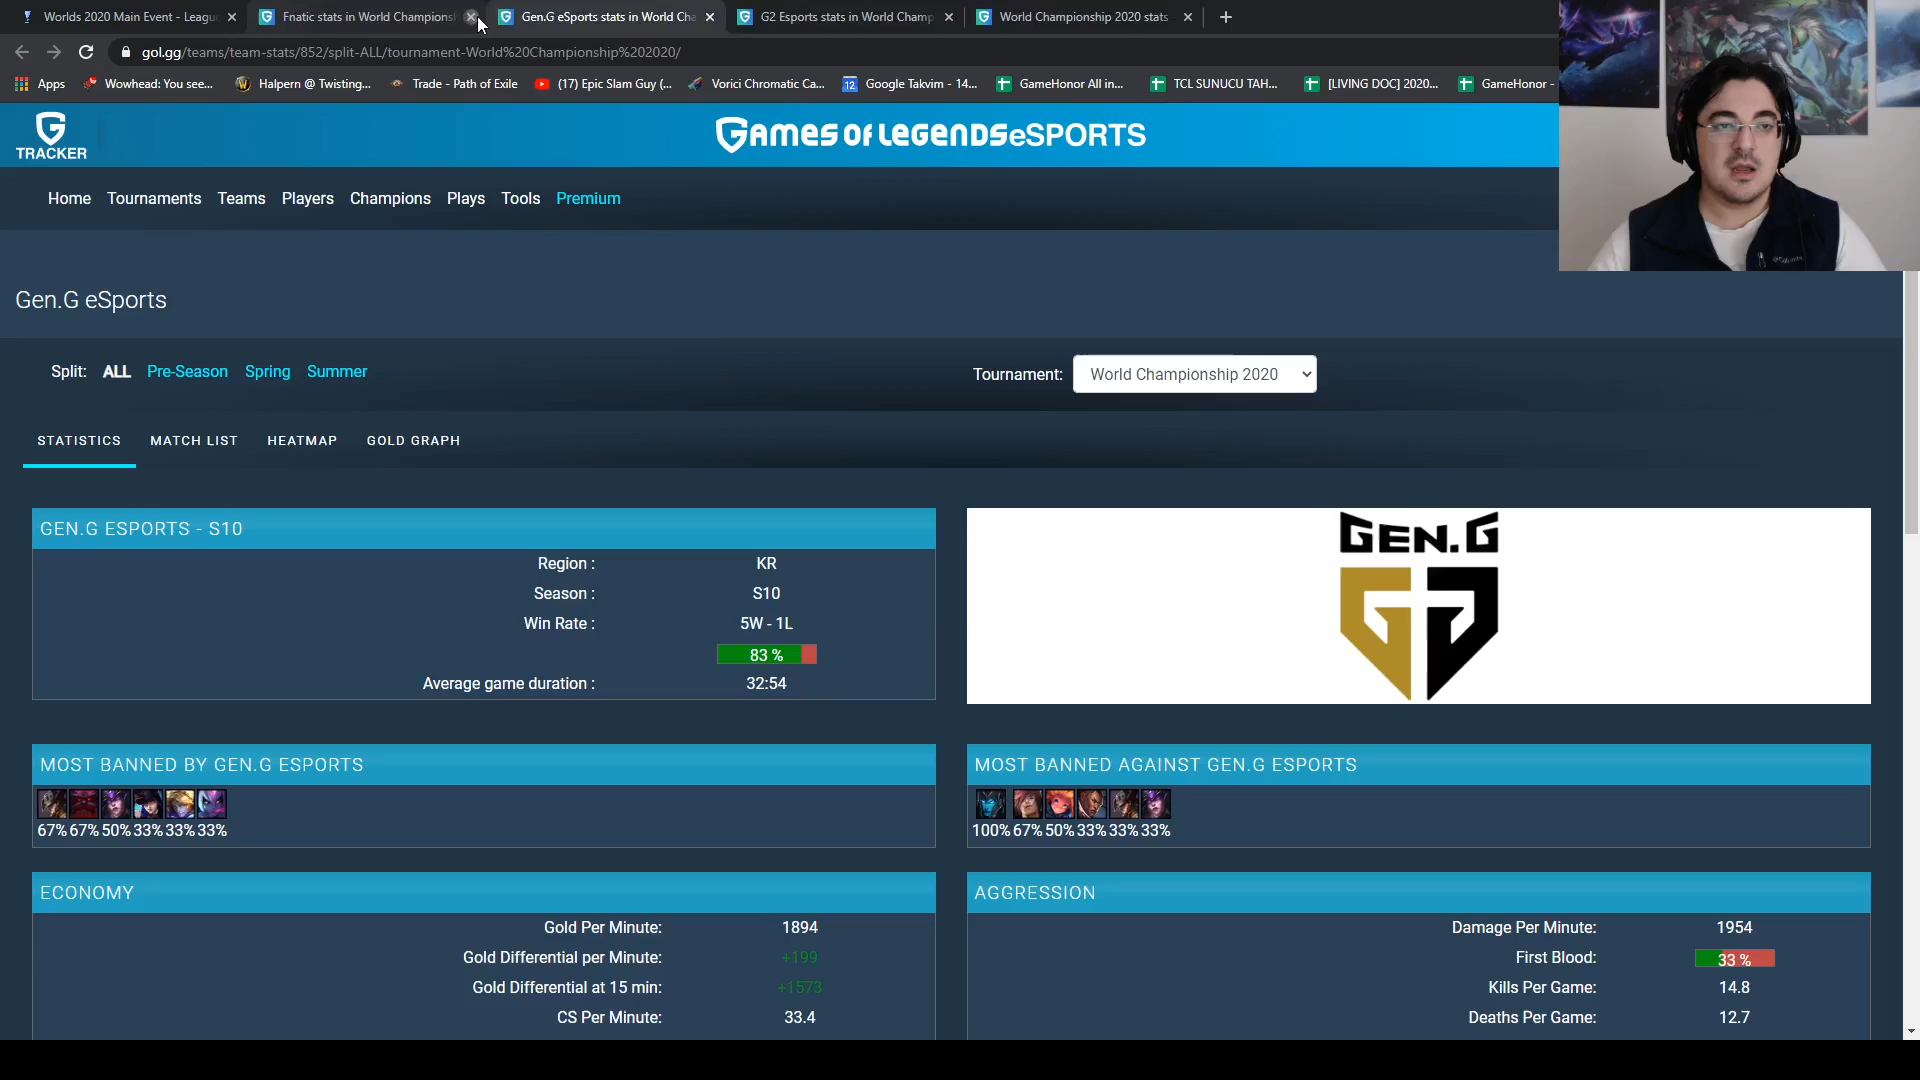 Worlds 2020 Main Event - Leagu
Fnatic stats in World Champions
Gen.G eSports stats in World Cha
G2 Esports stats in World Champ
World Championship 2020 stats
gol.gg/teams/team-stats/852/split-ALL/tournament-World%20Championship%202020/
Apps
Wowhead: You see...
Halpern @ Twisting...
Trade - Path of Exile
(17) Epic Slam Guy (...
Vorici Chromatic Ca...
12
Google Takvim - 14...
GameHonor All in...
TCL SUNUCU TAH...
[LIVING DOC] 2020...
GameHonor -
TRACKER
GAMES OF LEGENDS eSPORTS
Home Tournaments Teams Players Champions Plays Tools Premium
Gen.G eSports
Split: ALL Pre-Season Spring Summer
Tournament: World Championship 2020
STATISTICS MATCH LIST HEATMAP GOLD GRAPH
GEN.G ESPORTS - S10
Region : KR
Season : S10
Win Rate : 5W - 1L
83 %
Average game duration : 32:54
GEN.G
MOST BANNED BY GEN.G ESPORTS
67% 67% 50% 33% 33% 33%
MOST BANNED AGAINST GEN.G ESPORTS
100% 67% 50% 33% 33% 33%
ECONOMY
Gold Per Minute: 1894
Gold Differential per Minute: +199
Gold Differential at 15 min: +1573
CS Per Minute: 33.4
AGGRESSION
Damage Per Minute: 1954
First Blood: 33 %
Kills Per Game: 14.8
Deaths Per Game: 12.7